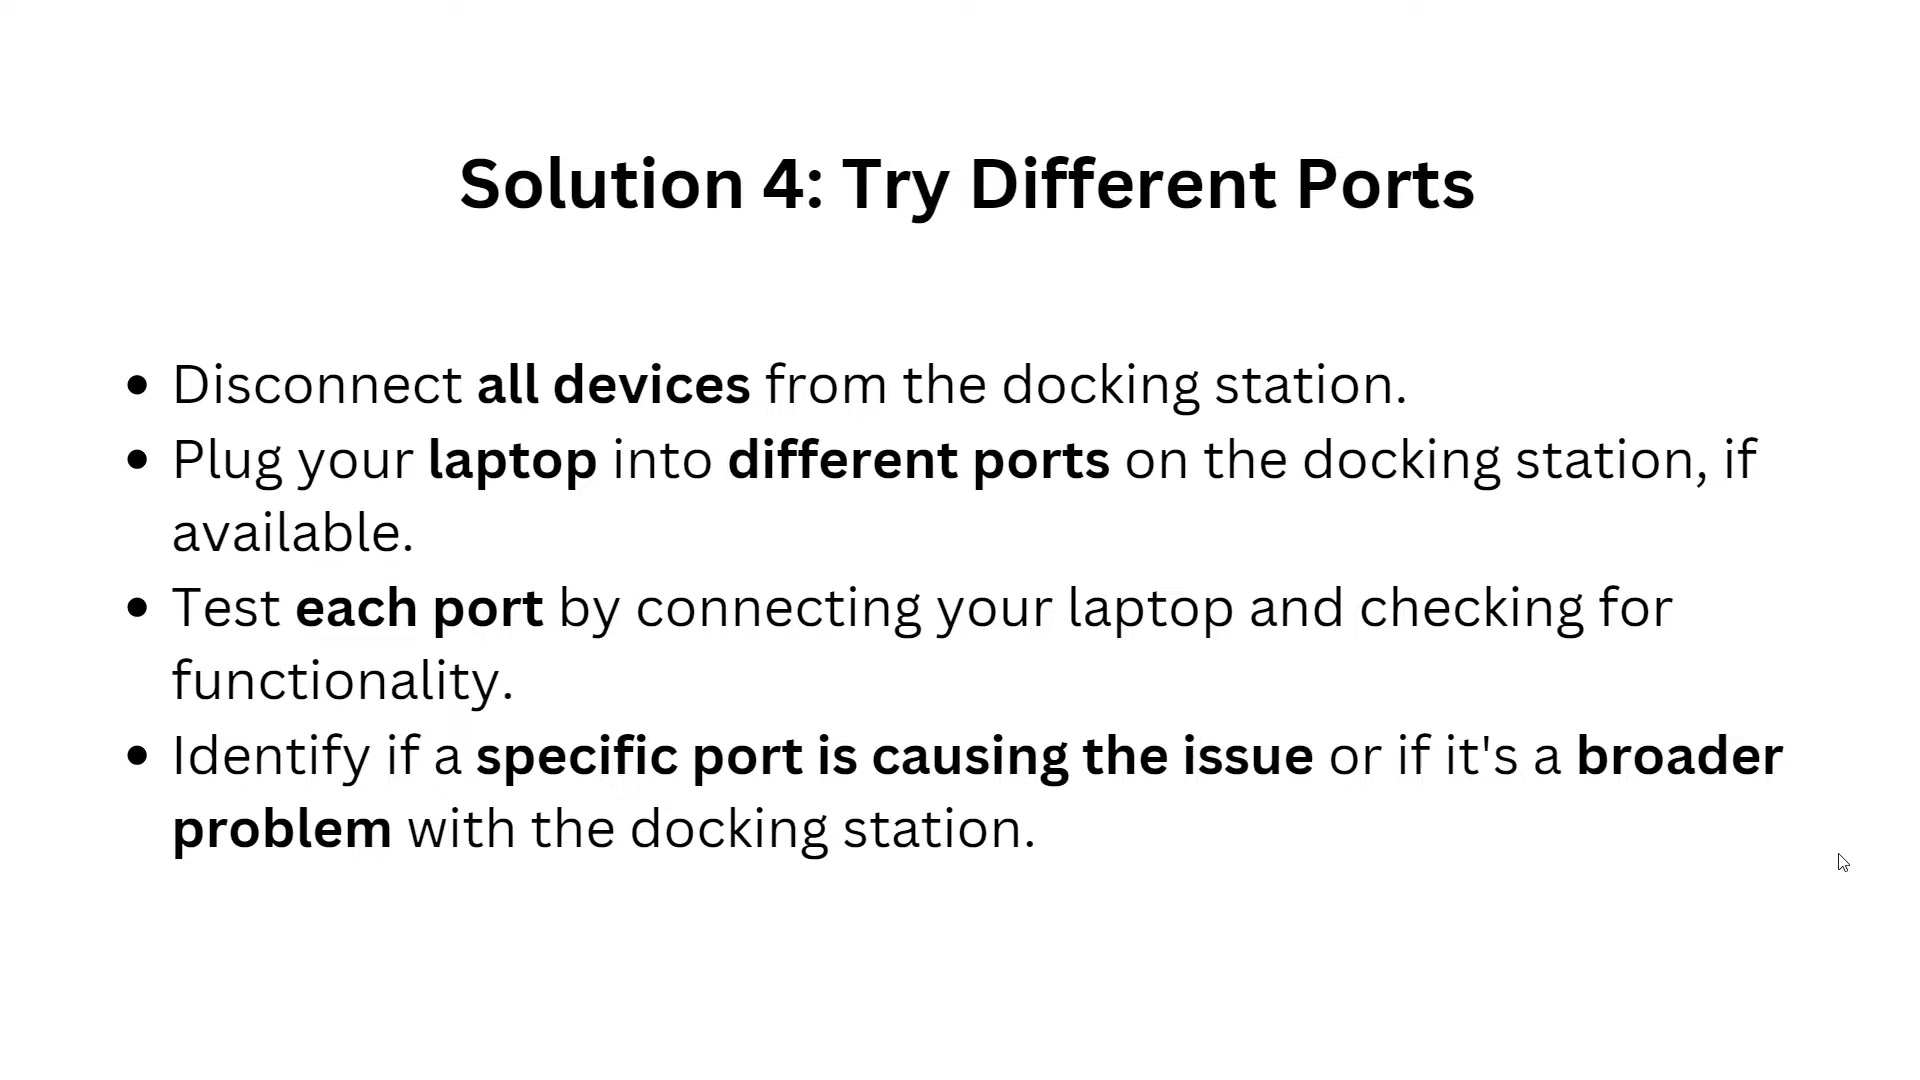 Solution 4: Try Different Ports
• Disconnect all devices from the docking station.
• Plug your laptop into different ports on the docking station, if
available.
• Test each port by connecting your laptop and checking for
functionality.
• Identify if a specific port is causing the issue or if it's a broader
problem with the docking station.